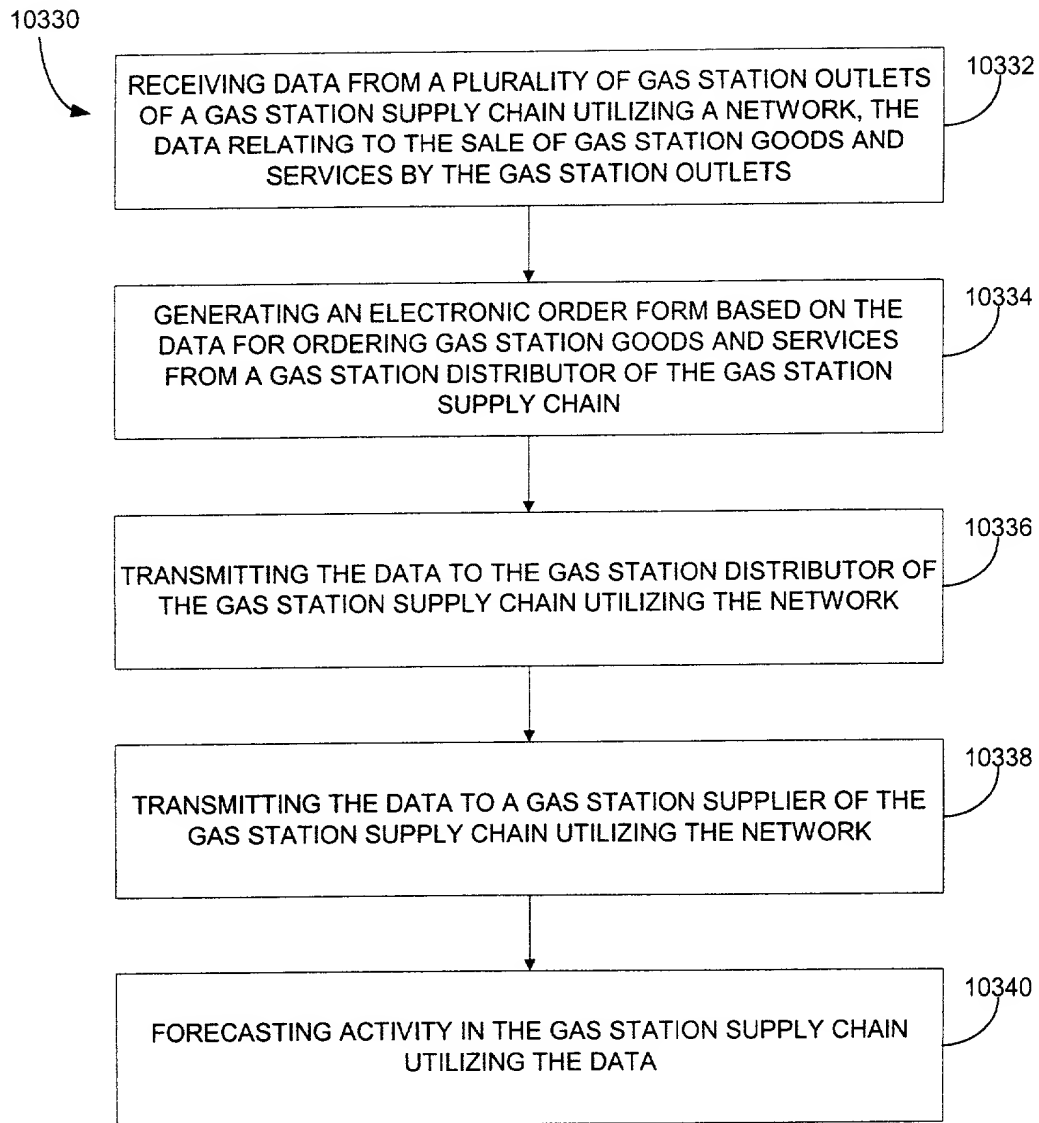 10330
RECEIVING DATA FROM A PLURALITY OF GAS STATION OUTLETS
OF A GAS STATION SUPPLY CHAIN UTILIZING A NETWORK, THE
DATA RELATING TO THE SALE OF GAS STATION GOODS AND
SERVICES BY THE GAS STATION OUTLETS
10332
GENERATING AN ELECTRONIC ORDER FORM BASED ON THE
DATA FOR ORDERING GAS STATION GOODS AND SERVICES
FROM A GAS STATION DISTRIBUTOR OF THE GAS STATION
SUPPLY CHAIN
10334
TRANSMITTING THE DATA TO THE GAS STATION DISTRIBUTOR OF
THE GAS STATION SUPPLY CHAIN UTILIZING THE NETWORK
10336
TRANSMITTING THE DATA TO A GAS STATION SUPPLIER OF THE
GAS STATION SUPPLY CHAIN UTILIZING THE NETWORK
10338
FORECASTING ACTIVITY IN THE GAS STATION SUPPLY CHAIN
UTILIZING THE DATA
10340